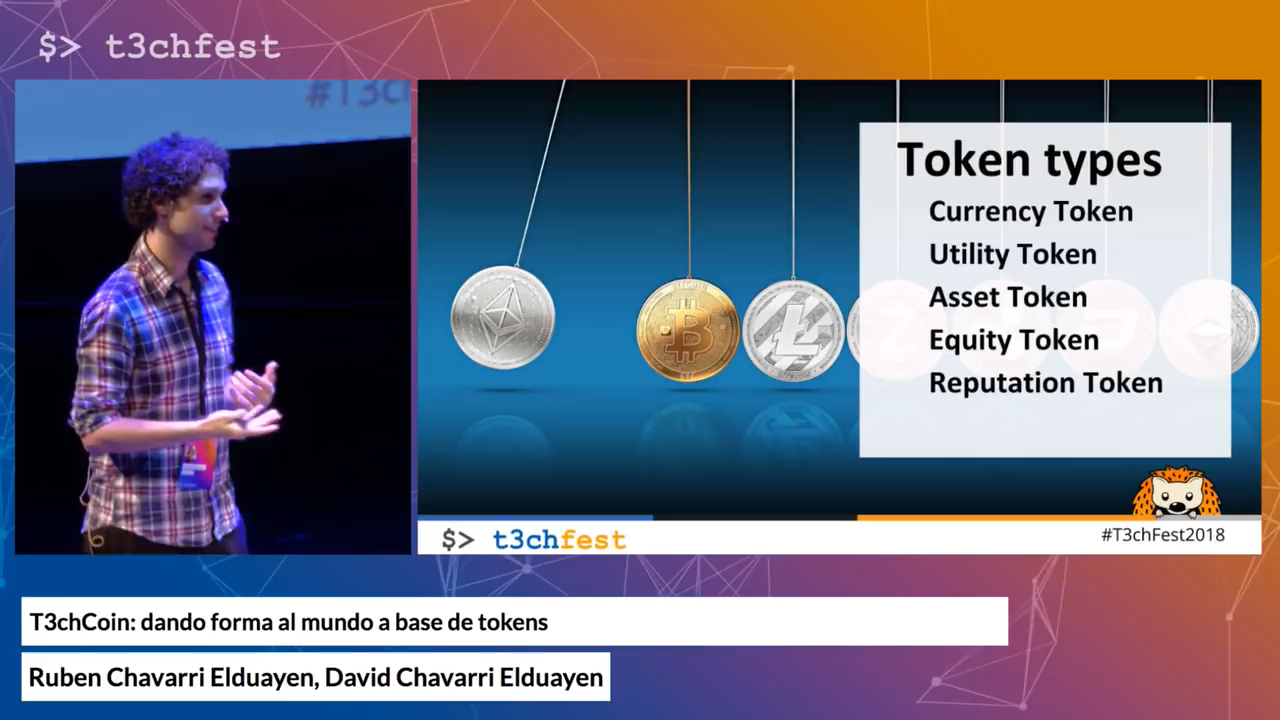 $> t3chfest
#T3ch
Token types
Currency Token
Utility Token
Asset Token
Equity Token
Reputation Token
$> t3chfest
#T3chFest2018
T3chCoin: dando forma al mundo a base de tokens
Ruben Chavarri Elduayen, David Chavarri Elduayen